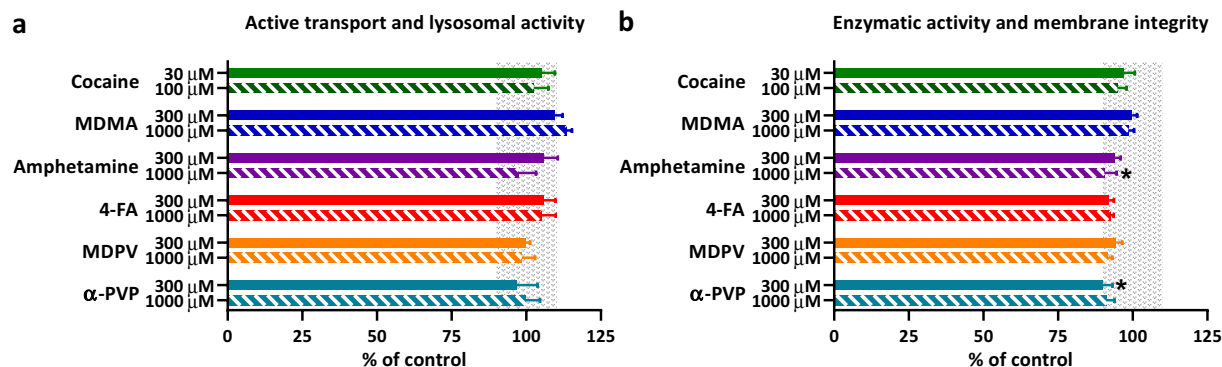 a
Active transport and lysosomal activity
Cocaine
30 μM
100 μM
MDMA
300 μM
1000 μM
Amphetamine
300 μM
1000 μM
4-FA
300 μM
1000 μM
MDPV
300 μM
1000 μM
α-PVP
300 μM
1000 μM
0 25 50 75 100 125
% of control
b
Enzymatic activity and membrane integrity
Cocaine
30 μM
100 μM
MDMA
300 μM
1000 μM
Amphetamine
300 μM
1000 μM
*
4-FA
300 μM
1000 μM
MDPV
300 μM
1000 μM
α-PVP
300 μM
*
1000 μM
0 25 50 75 100 125
% of control